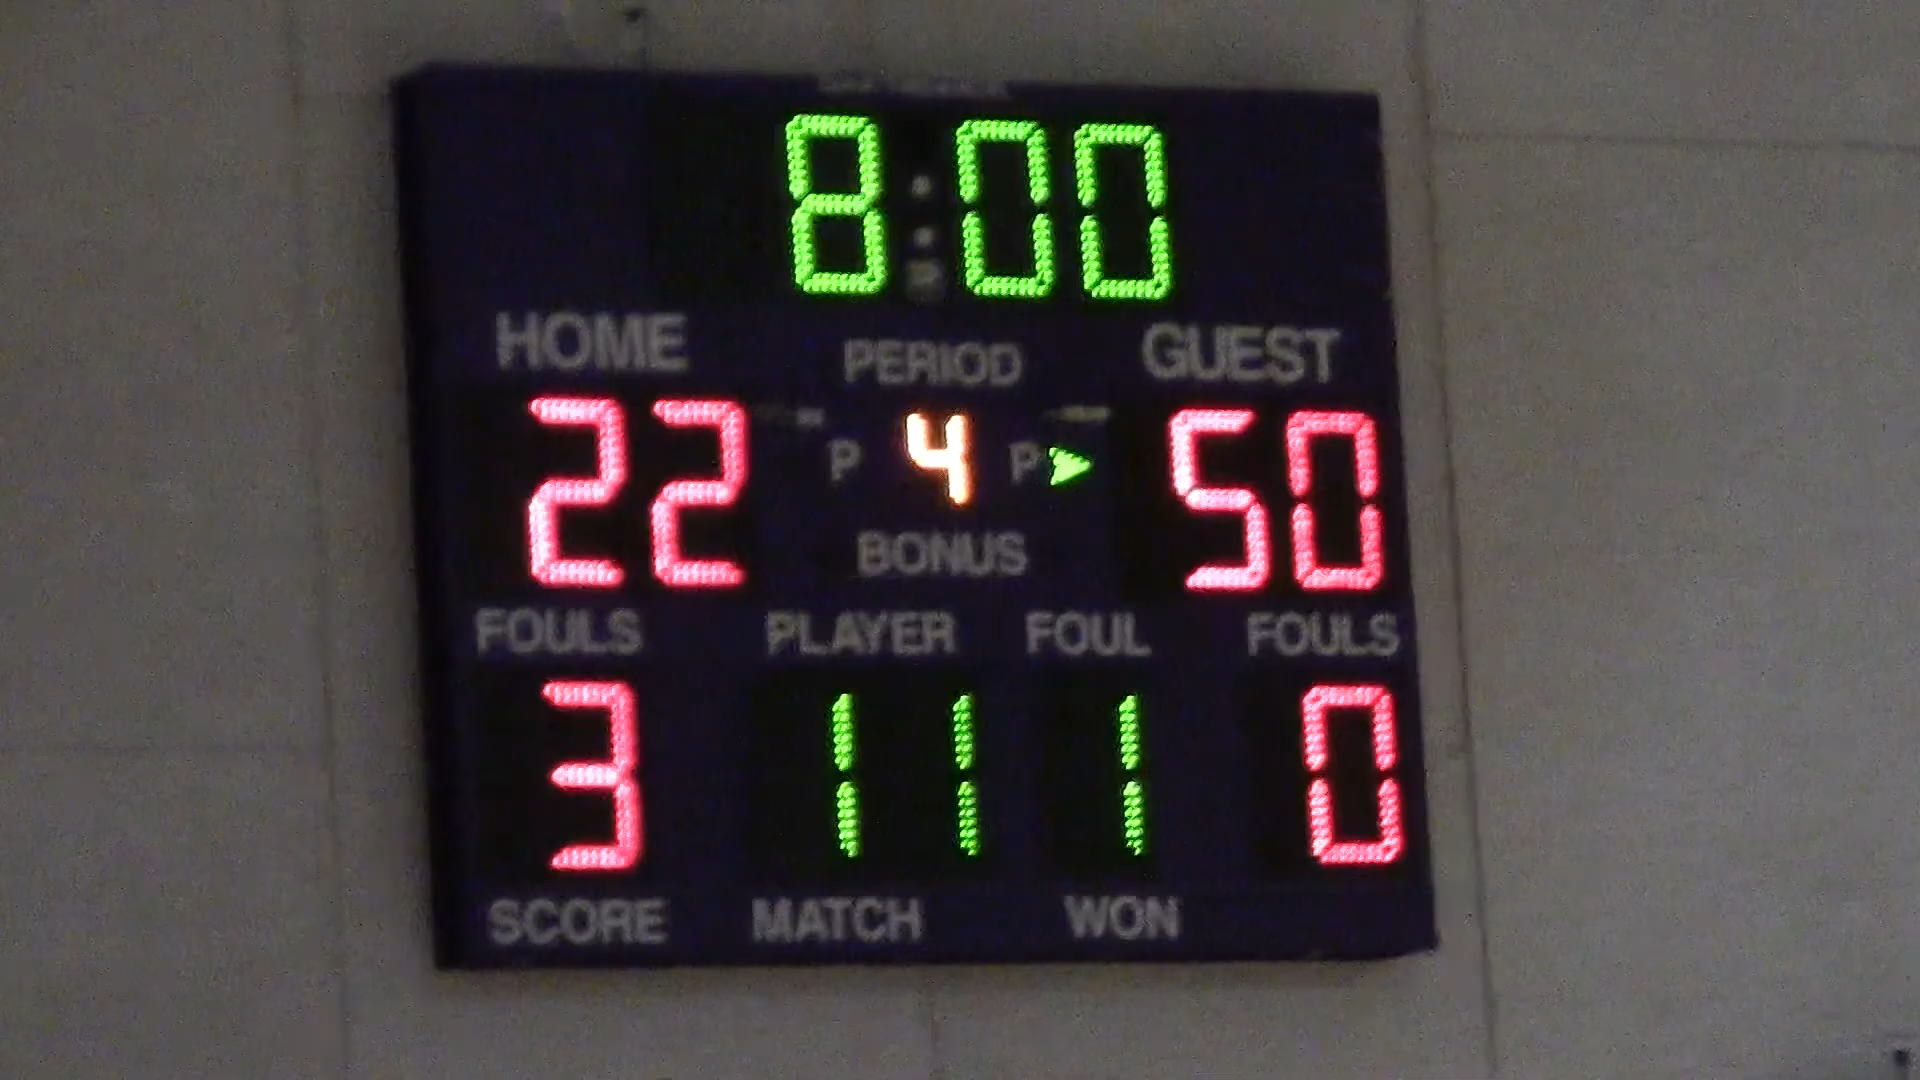 8:00
HOME PERIOD GUEST
22 P 4 P 50
BONUS
FOULS PLAYER FOUL FOULS
3 11 1 0
SCORE MATCH WON